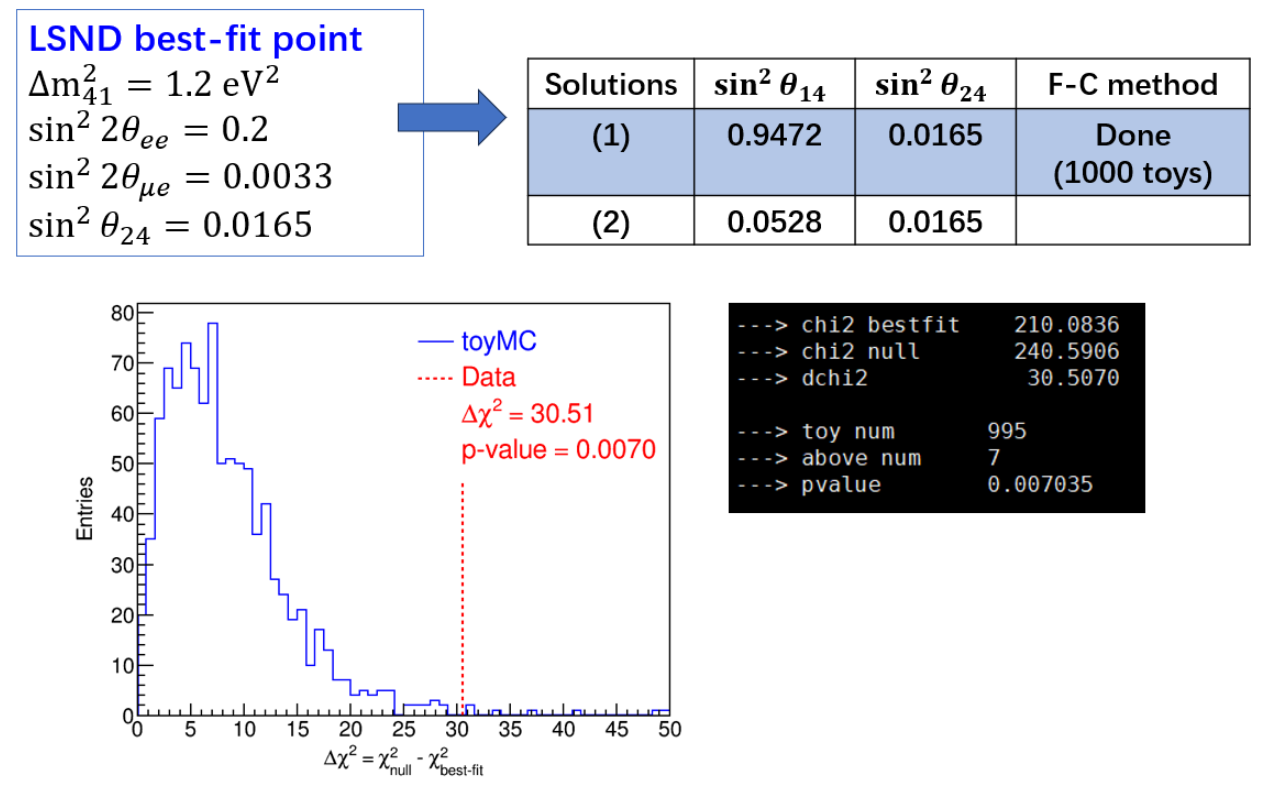 LSND best-fit point
Δm²₄₁ = 1.2 eV²
sin² 2θₑₑ = 0.2
sin² 2θ_μe = 0.0033
sin² θ₂₄ = 0.0165
Solutions sin² θ₁₄ sin² θ₂₄ F-C method
(1) 0.9472 0.0165 Done
(1000 toys)
(2) 0.0528 0.0165
toyMC
Data
Δχ² = 30.51
p-value = 0.0070
Entries
80
70
60
50
40
30
20
10
0
0 5 10 15 20 25 30 35 40 45 50
Δχ² = χ²_null - χ²_best-fit
---> chi2 bestfit 210.0836
---> chi2 null 240.5906
---> dchi2 30.5070
---> toy num 995
---> above num 7
---> pvalue 0.007035